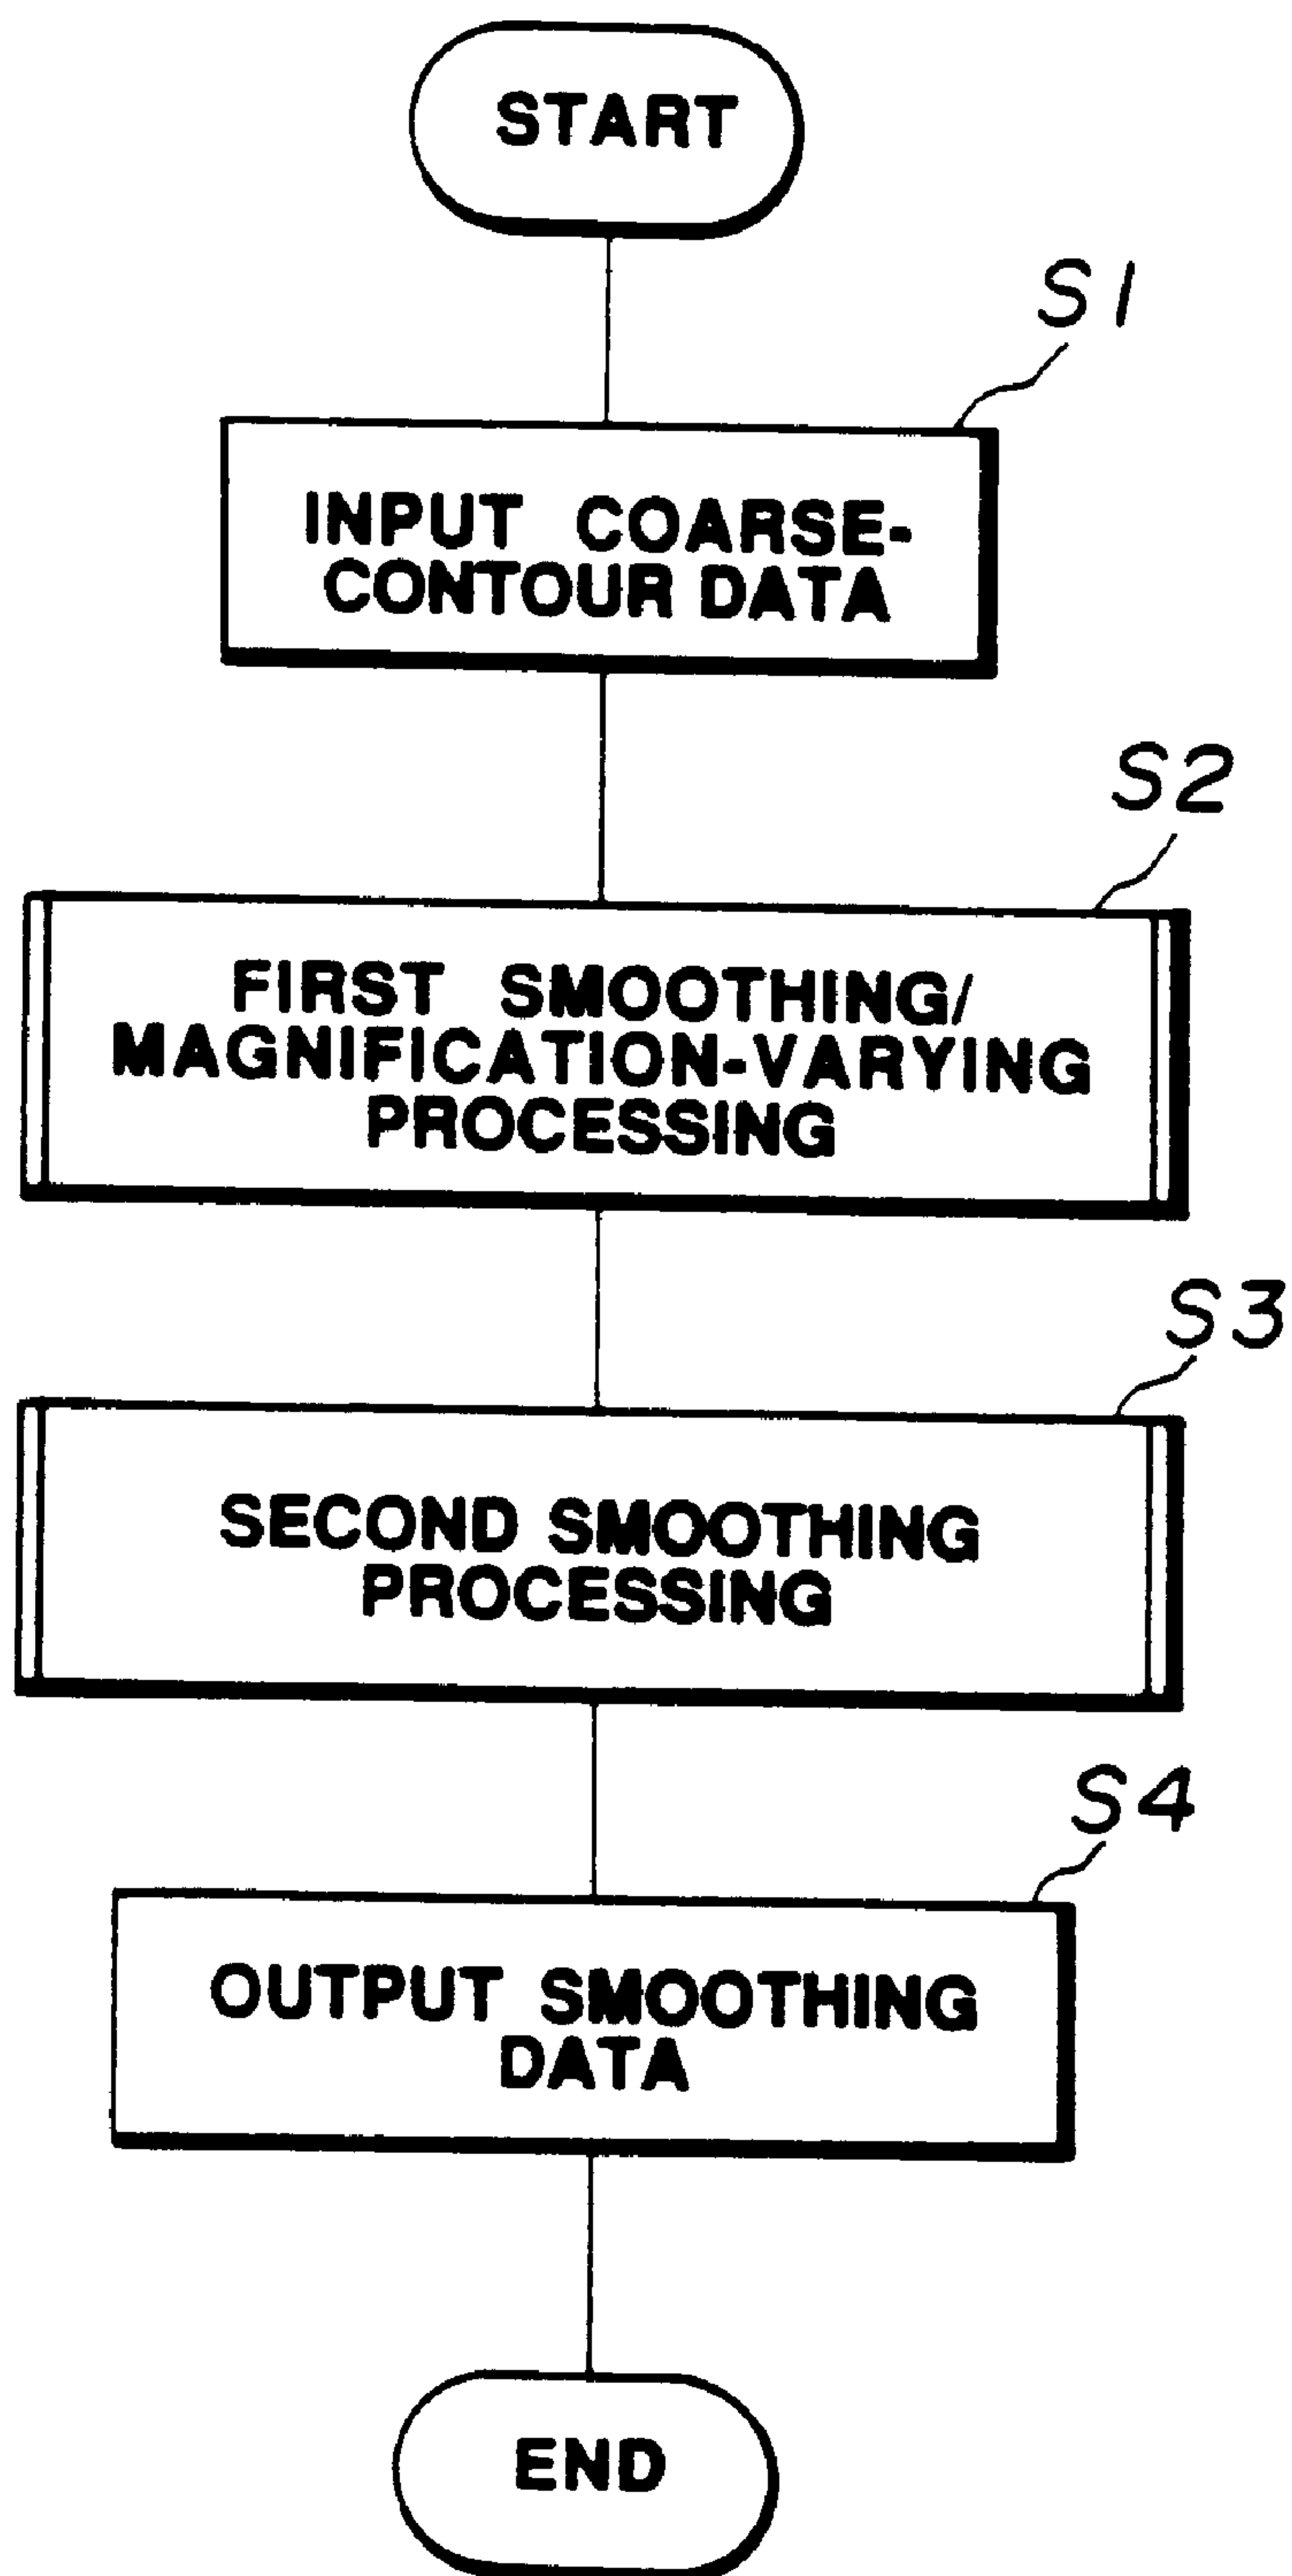 START
S1
INPUT COARSE-
CONTOUR DATA
S2
FIRST SMOOTHING/
MAGNIFICATION-VARYING
PROCESSING
S3
SECOND SMOOTHING
PROCESSING
S4
OUTPUT SMOOTHING
DATA
END